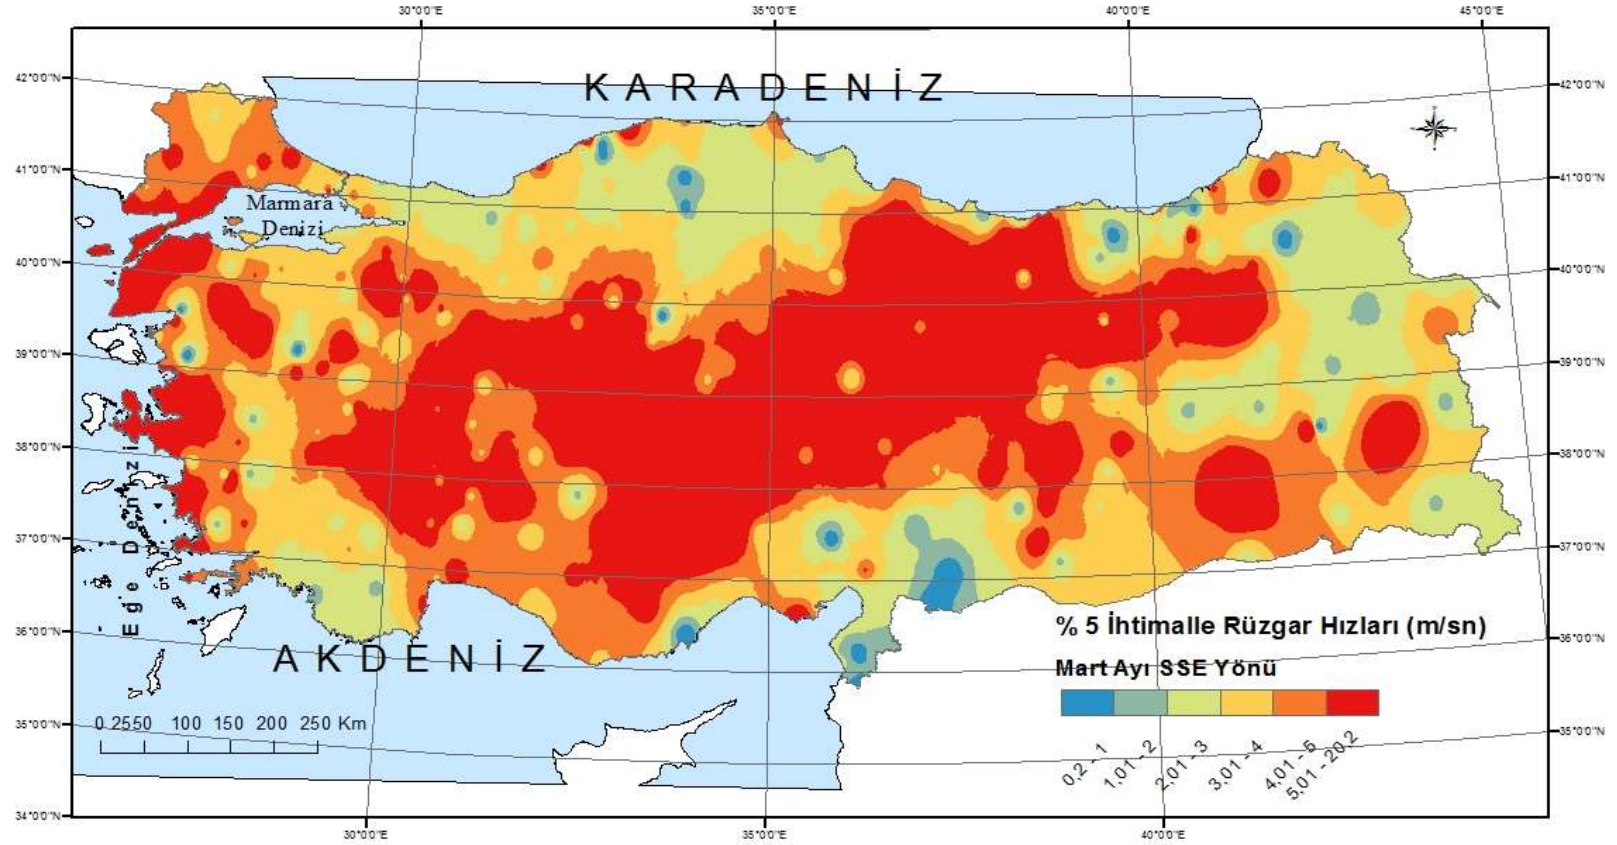 30°0'0"E 35°0'0"E 40°0'0"E 45°0'0"E
42°0'0"N 42°0'0"N
KARADENİZ
41°0'0"N 41°0'0"N
Marmara
Denizi
40°0'0"N 40°0'0"N
39°0'0"N 39°0'0"N
38°0'0"N 38°0'0"N
Ege Denizi
37°0'0"N 37°0'0"N
36°0'0"N 36°0'0"N
% 5 İhtimalle Rüzgar Hızları (m/sn)
AKDENİZ
Mart Ayı SSE Yönü
35°0'0"N 35°0'0"N
0 2550 100 150 200 250 Km
0,2 - 1 1,01 - 2 2,01 - 3 3,01 - 4 4,01 - 5 5,01 - 20,2
34°0'0"N
30°0'0"E 35°0'0"E 40°0'0"E